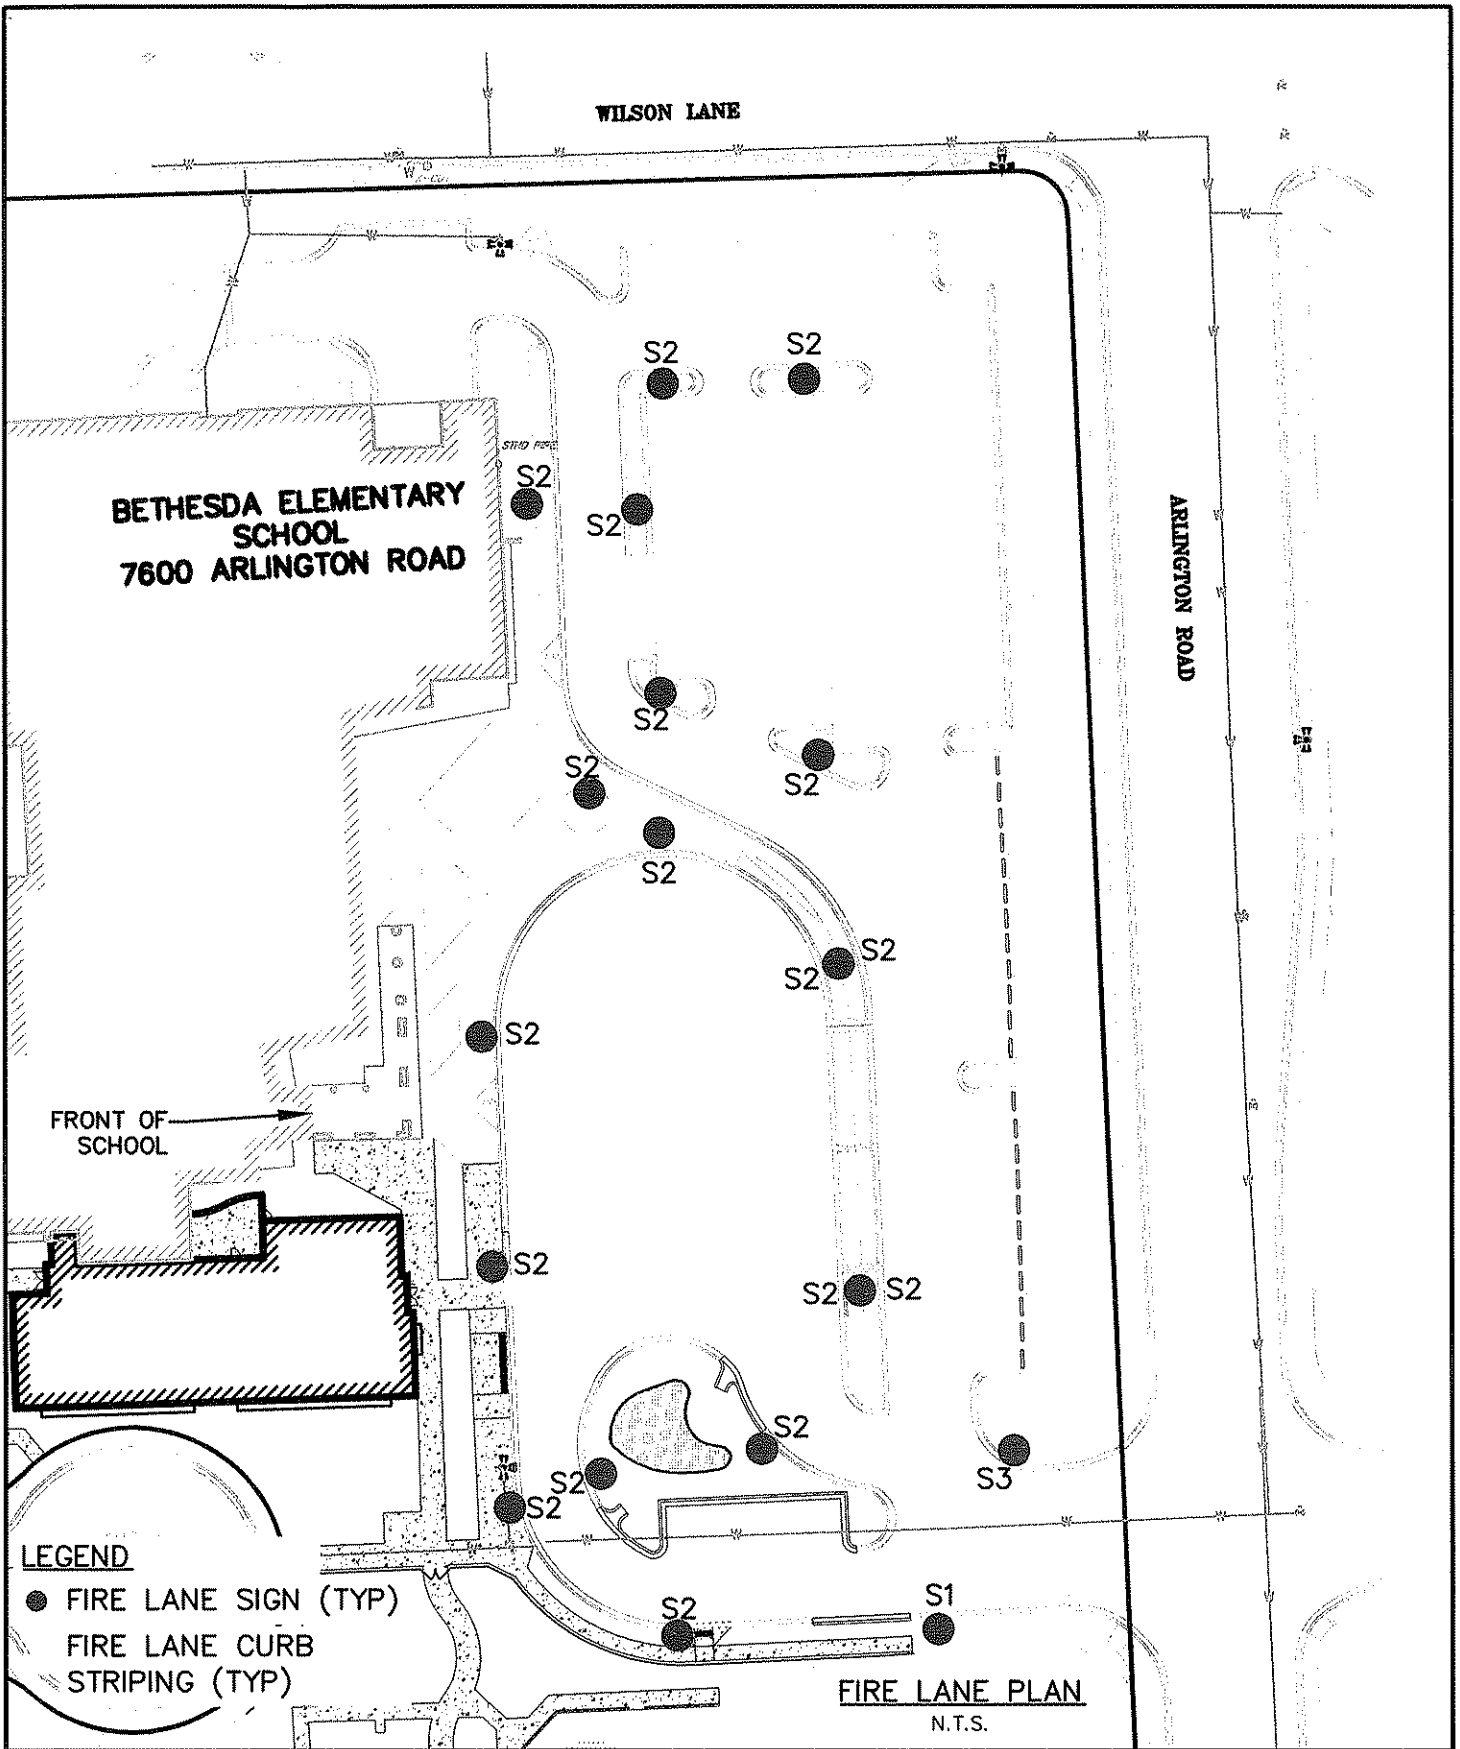 WILSON LANE
S2
S2
STND PIPE
S2
S2
BETHESDA ELEMENTARY
SCHOOL
7600 ARLINGTON ROAD
ARLINGTON ROAD
S2
S2
S2
S2
S2
S2
S2
FRONT OF
SCHOOL
S2
S2
S2
S2
S2
S3
S2
LEGEND
FIRE LANE SIGN (TYP)
FIRE LANE CURB
STRIPING (TYP)
S2
S1
FIRE LANE PLAN
N.T.S.